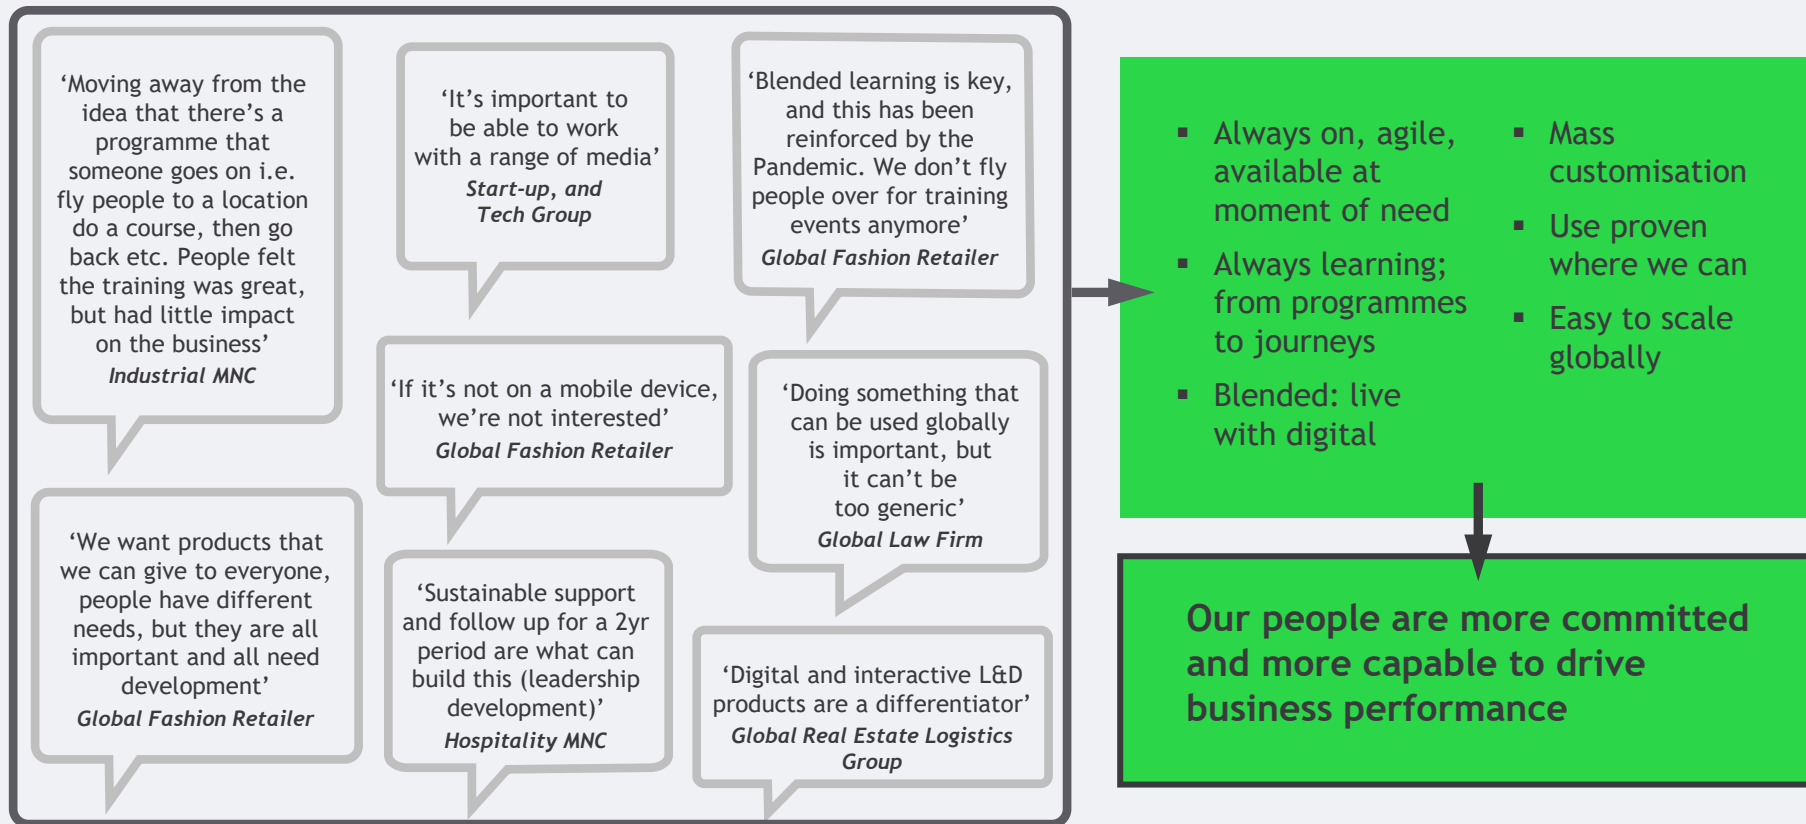 ‘Moving away from the
idea that there’s a
programme that
someone goes on i.e.
fly people to a location
do a course, then go
back etc. People felt
the training was great,
but had little impact
on the business’
Industrial MNC
‘It’s important to
be able to work
with a range of media’
Start-up, and
Tech Group
‘Blended learning is key,
and this has been
reinforced by the
Pandemic. We don’t fly
people over for training
events anymore’
Global Fashion Retailer
‘If it’s not on a mobile device,
we’re not interested’
Global Fashion Retailer
‘Doing something that
can be used globally
is important, but
it can’t be
too generic’
Global Law Firm
‘We want products that
we can give to everyone,
people have different
needs, but they are all
important and all need
development’
Global Fashion Retailer
‘Sustainable support
and follow up for a 2yr
period are what can
build this (leadership
development)’
Hospitality MNC
‘Digital and interactive L&D
products are a differentiator’
Global Real Estate Logistics
Group
▪ Always on, agile,
available at
moment of need
▪ Always learning;
from programmes
to journeys
▪ Blended: live
with digital
▪ Mass
customisation
▪ Use proven
where we can
▪ Easy to scale
globally
Our people are more committed
and more capable to drive
business performance